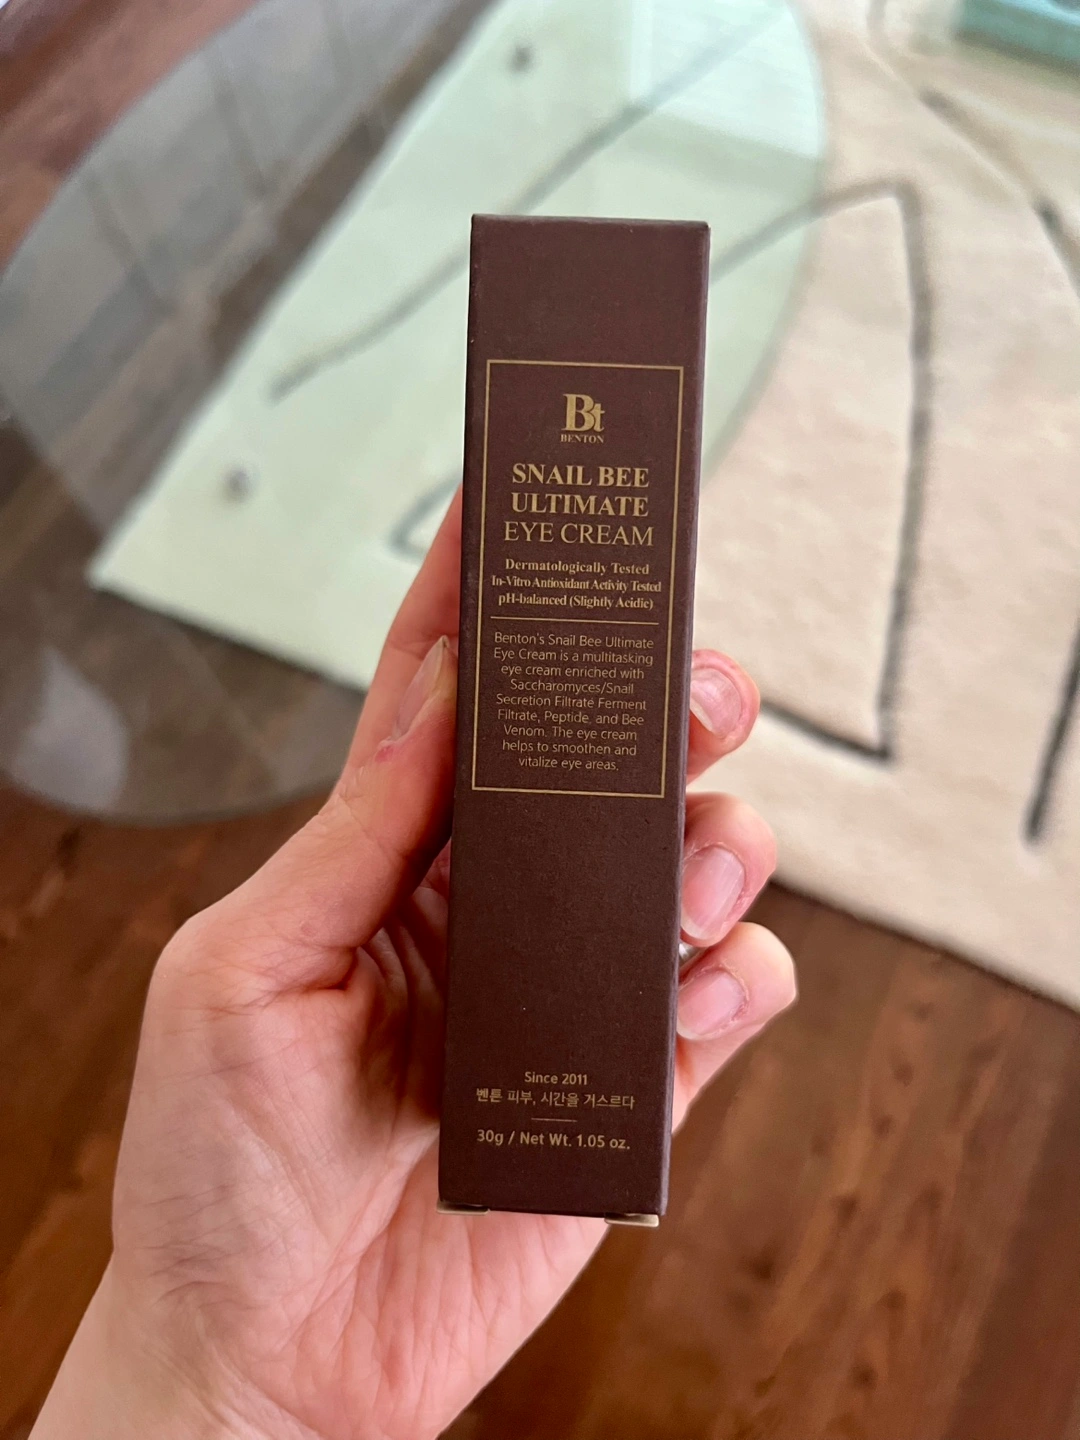 Bt
BENTON
SNAIL BEE
ULTIMATE
EYE CREAM
Dermatologically Tested
In-Vitro Antioxidant Activity Tested
pH-balanced (Slightly Acidic)
Benton's Snail Bee Ultimate
Eye Cream is a multitasking
eye cream enriched with
Saccharomyces/Snail
Secretion Filtrate Ferment
Filtrate, Peptide, and Bee
Venom. The eye cream
helps to smoothen and
vitalize eye areas.
Since 2011
벤튼 피부, 시간을 거스르다
30g / Net Wt. 1.05 oz.